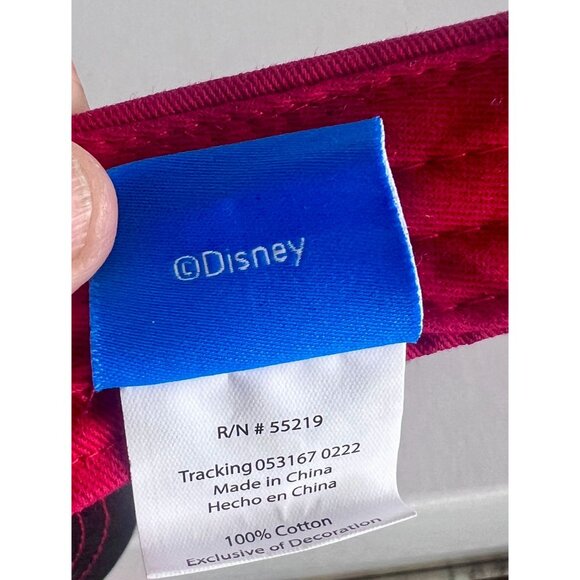 ©Disney
R/N # 55219
Tracking 053167 0222
Made in China
Hecho en China
100% Cotton
Exclusive of Decoration